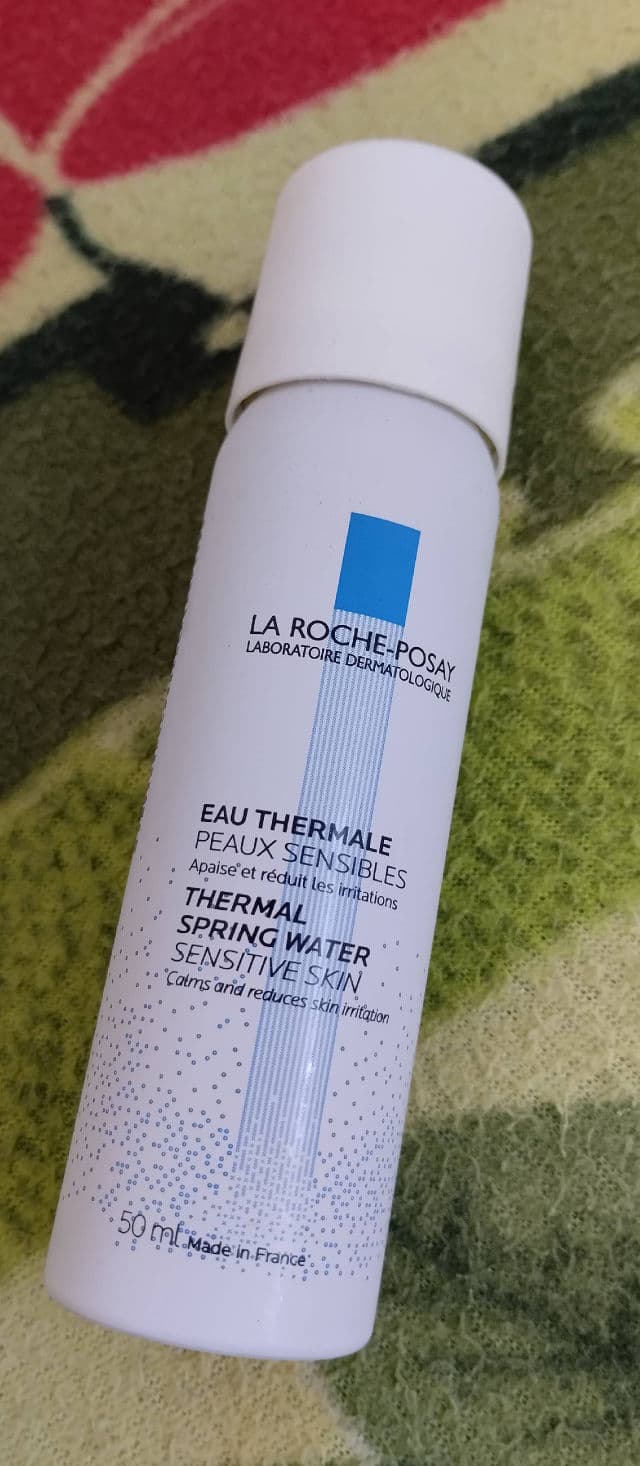 LA ROCHE-POSAY
LABORATOIRE DERMATOLOGIQUE
EAU THERMALE
PEAUX SENSIBLES
Apaise et réduit les irritations
THERMAL
SPRING WATER
SENSITIVE SKIN
Calms and reduces skin irritation
50 ml Made in France